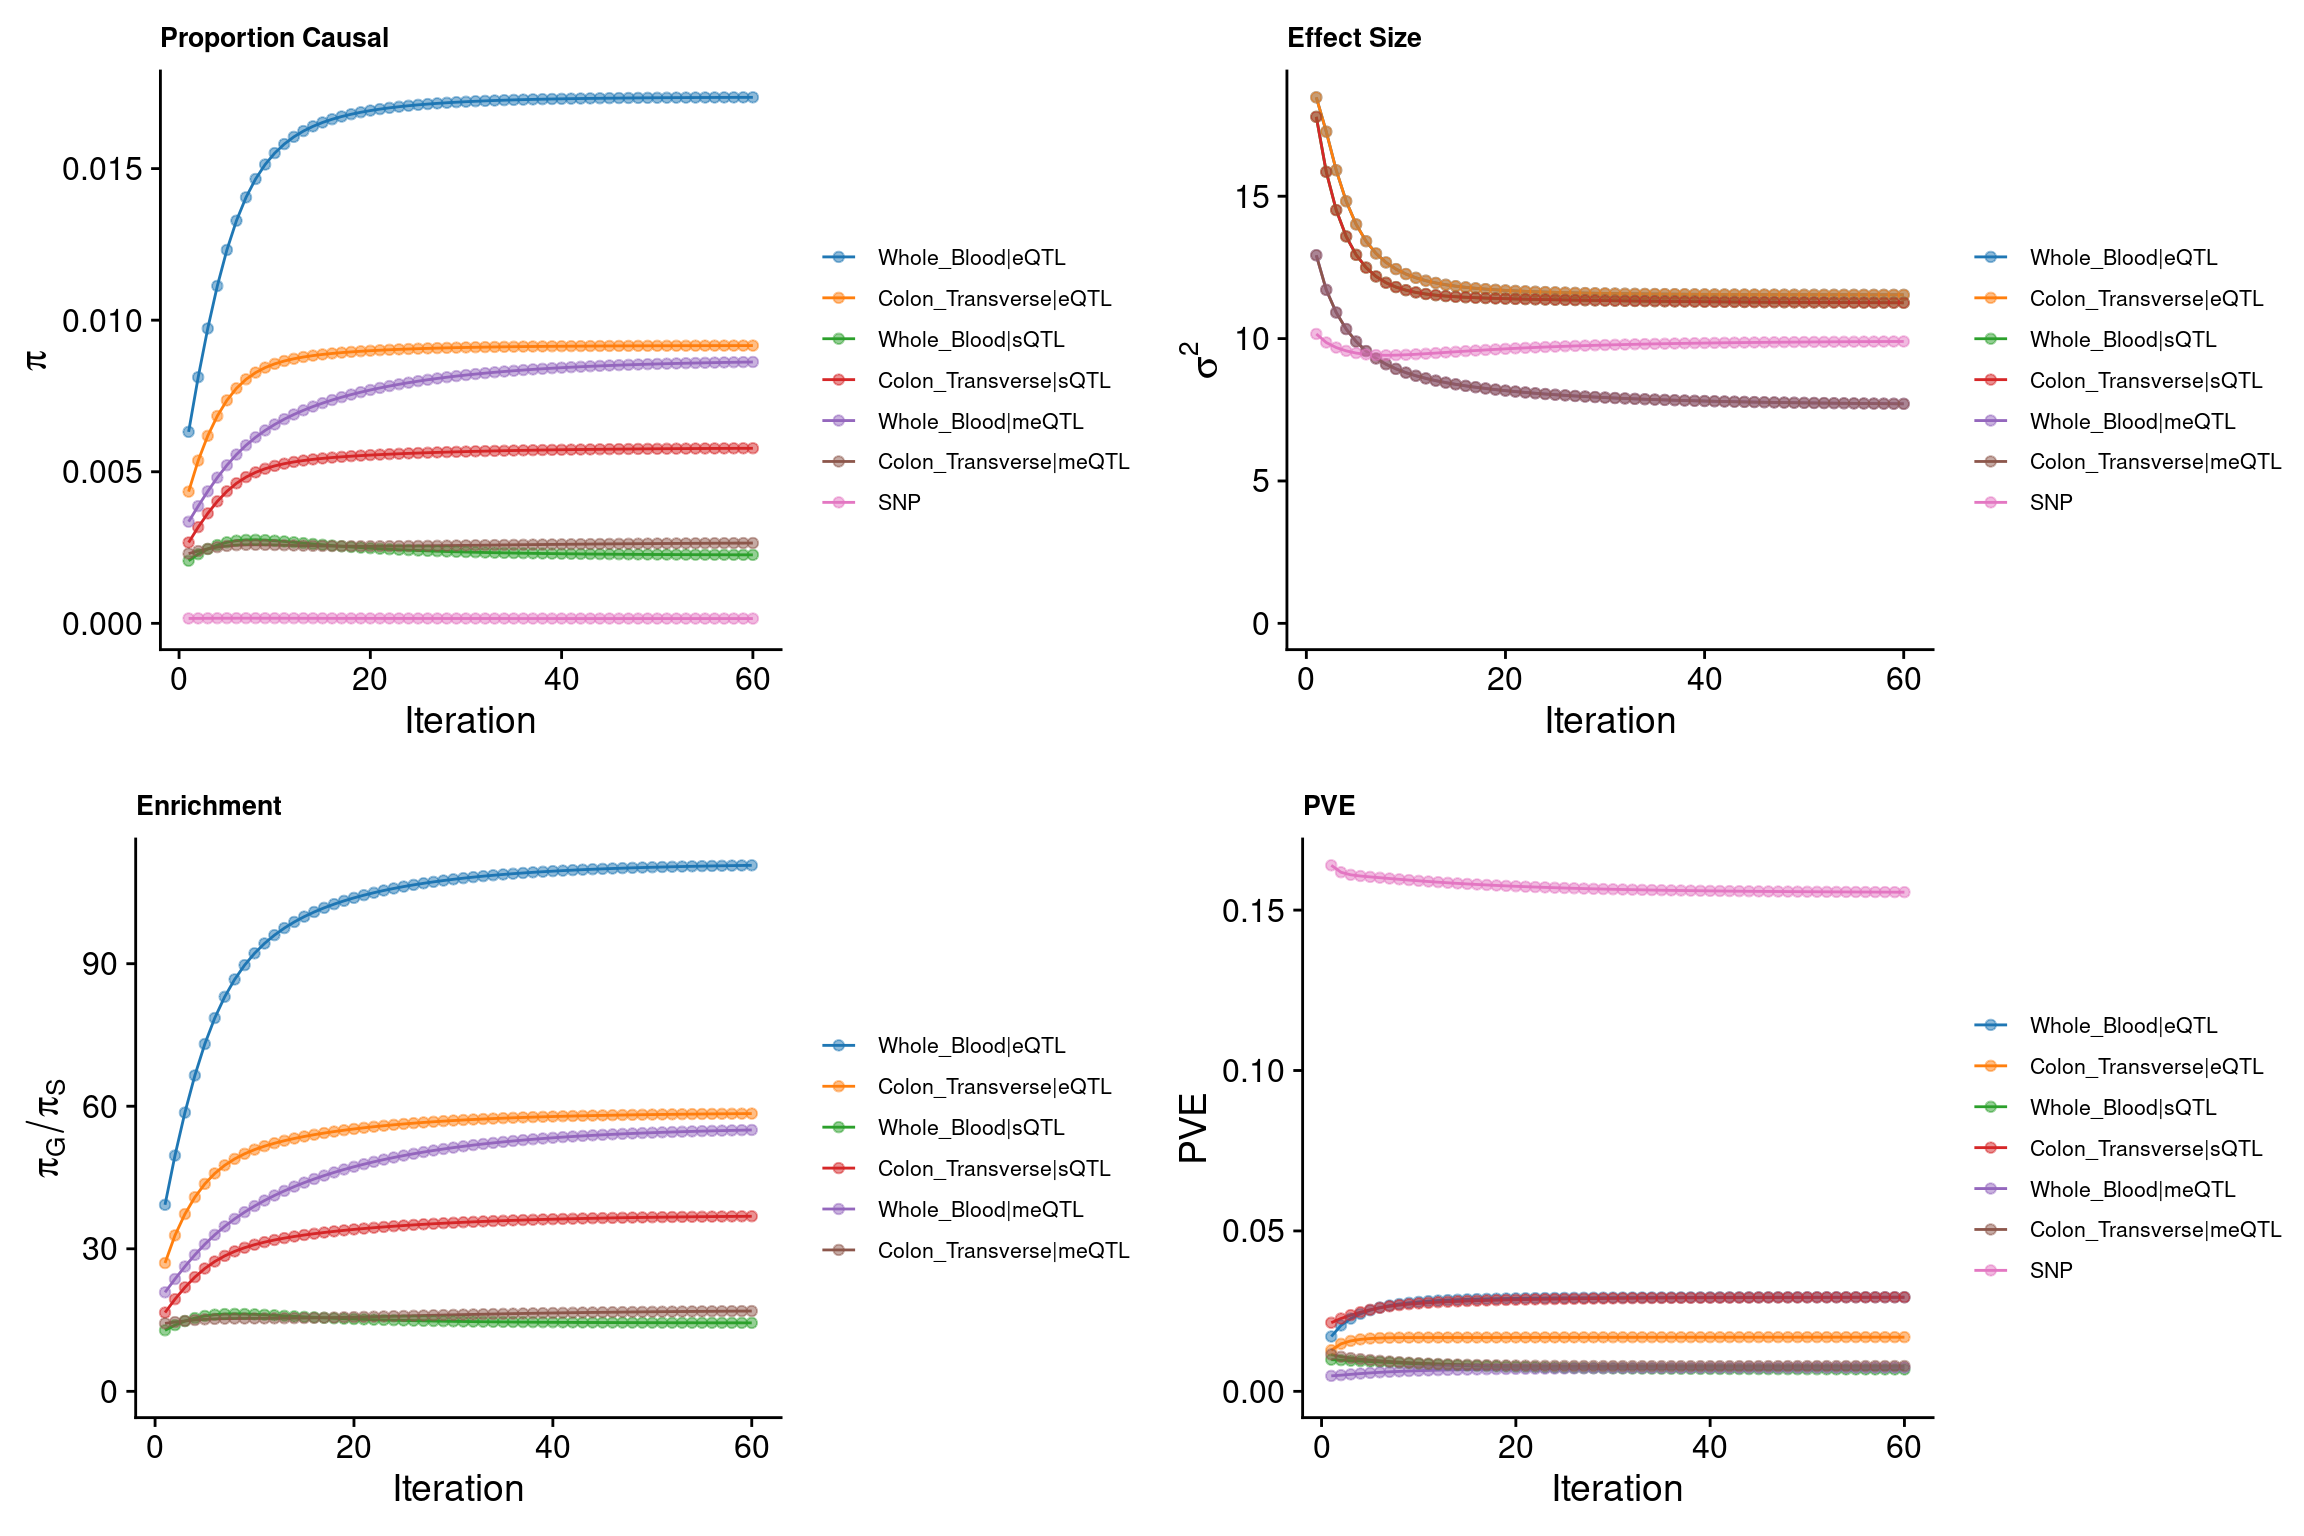 Proportion Causal
π
0.015
0.010
0.005
0.000
0 20 40 60
Iteration
Whole_Blood|eQTL
Colon_Transverse|eQTL
Whole_Blood|sQTL
Colon_Transverse|sQTL
Whole_Blood|meQTL
Colon_Transverse|meQTL
SNP
Effect Size
σ²
15
10
5
0
0 20 40 60
Iteration
Whole_Blood|eQTL
Colon_Transverse|eQTL
Whole_Blood|sQTL
Colon_Transverse|sQTL
Whole_Blood|meQTL
Colon_Transverse|meQTL
SNP
Enrichment
π_G/π_S
90
60
30
0
0 20 40 60
Iteration
Whole_Blood|eQTL
Colon_Transverse|eQTL
Whole_Blood|sQTL
Colon_Transverse|sQTL
Whole_Blood|meQTL
Colon_Transverse|meQTL
PVE
PVE
0.15
0.10
0.05
0.00
0 20 40 60
Iteration
Whole_Blood|eQTL
Colon_Transverse|eQTL
Whole_Blood|sQTL
Colon_Transverse|sQTL
Whole_Blood|meQTL
Colon_Transverse|meQTL
SNP